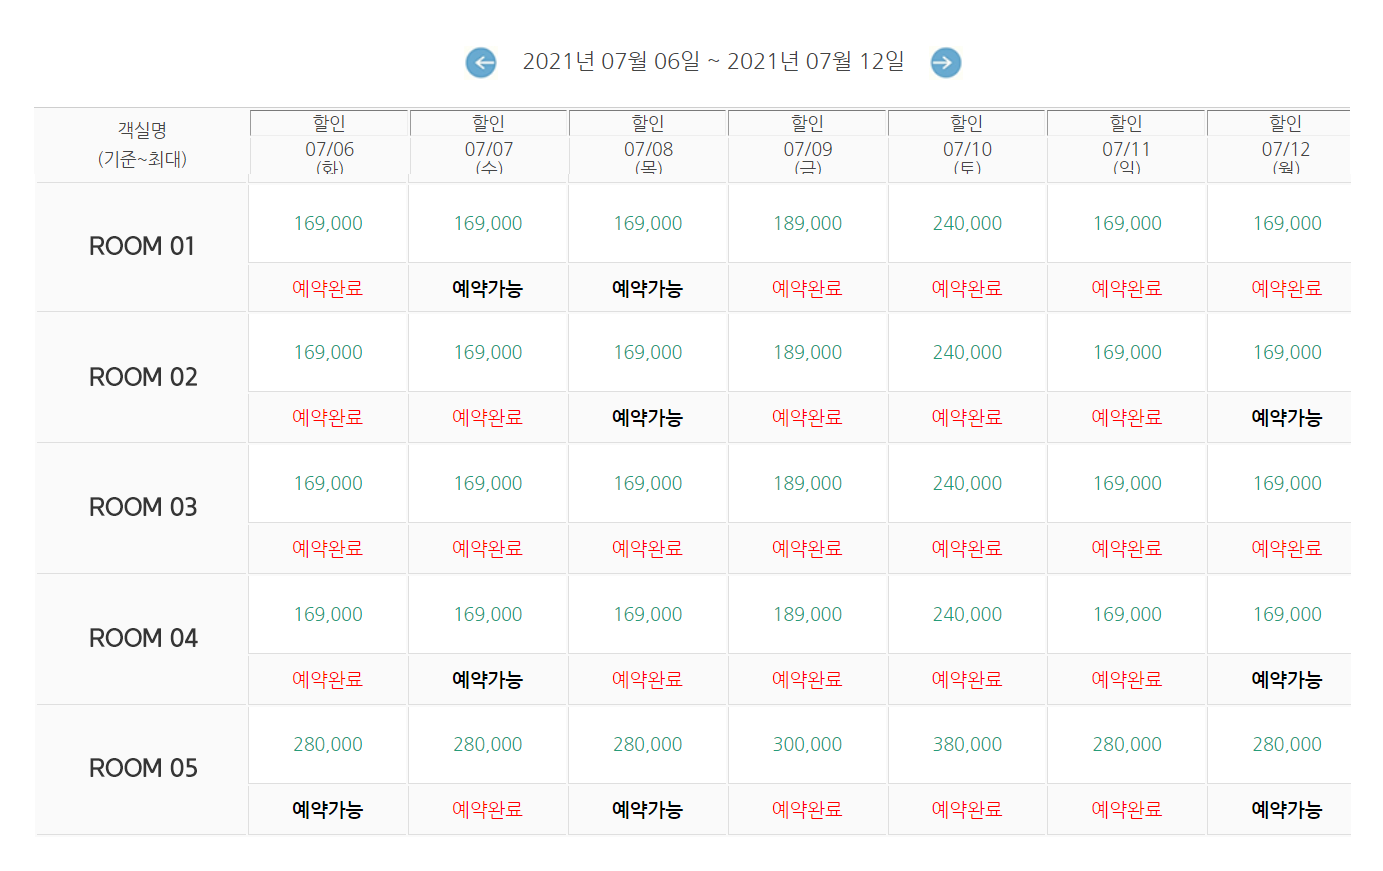 2021년 07월 06일 ~ 2021년 07월 12일
객실명 (기준~최대) 할인 07/06 (화) 할인 07/07 (수) 할인 07/08 (목) 할인 07/09 (금) 할인 07/10 (토) 할인 07/11 (일) 할인 07/12 (월)
ROOM 01
169,000 169,000 169,000 189,000 240,000 169,000 169,000
예약완료 예약가능 예약가능 예약완료 예약완료 예약완료 예약완료
ROOM 02
169,000 169,000 169,000 189,000 240,000 169,000 169,000
예약완료 예약완료 예약가능 예약완료 예약완료 예약완료 예약가능
ROOM 03
169,000 169,000 169,000 189,000 240,000 169,000 169,000
예약완료 예약완료 예약완료 예약완료 예약완료 예약완료 예약완료
ROOM 04
169,000 169,000 169,000 189,000 240,000 169,000 169,000
예약완료 예약가능 예약완료 예약완료 예약완료 예약완료 예약가능
ROOM 05
280,000 280,000 280,000 300,000 380,000 280,000 280,000
예약가능 예약완료 예약가능 예약완료 예약완료 예약완료 예약가능